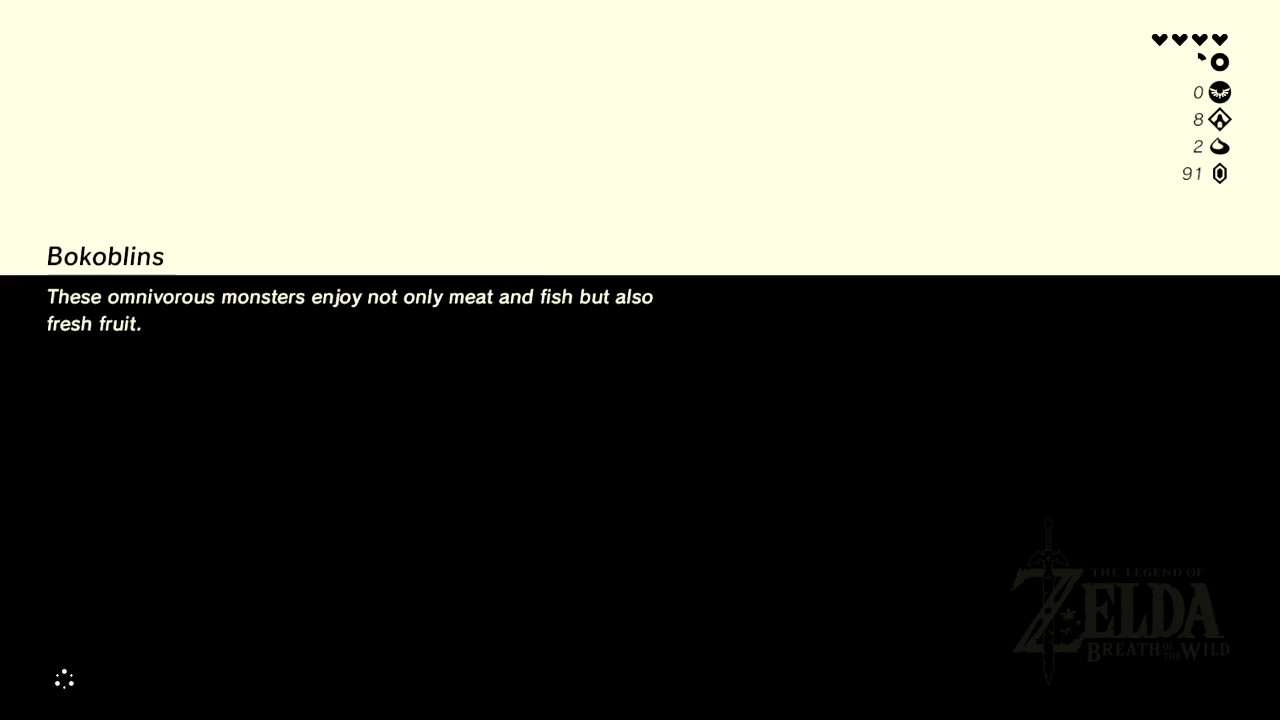 0
8
2
91
Bokoblins
These omnivorous monsters enjoy not only meat and fish but also
fresh fruit.
THE LEGEND OF
ZELDA
BREATH OF THE WILD